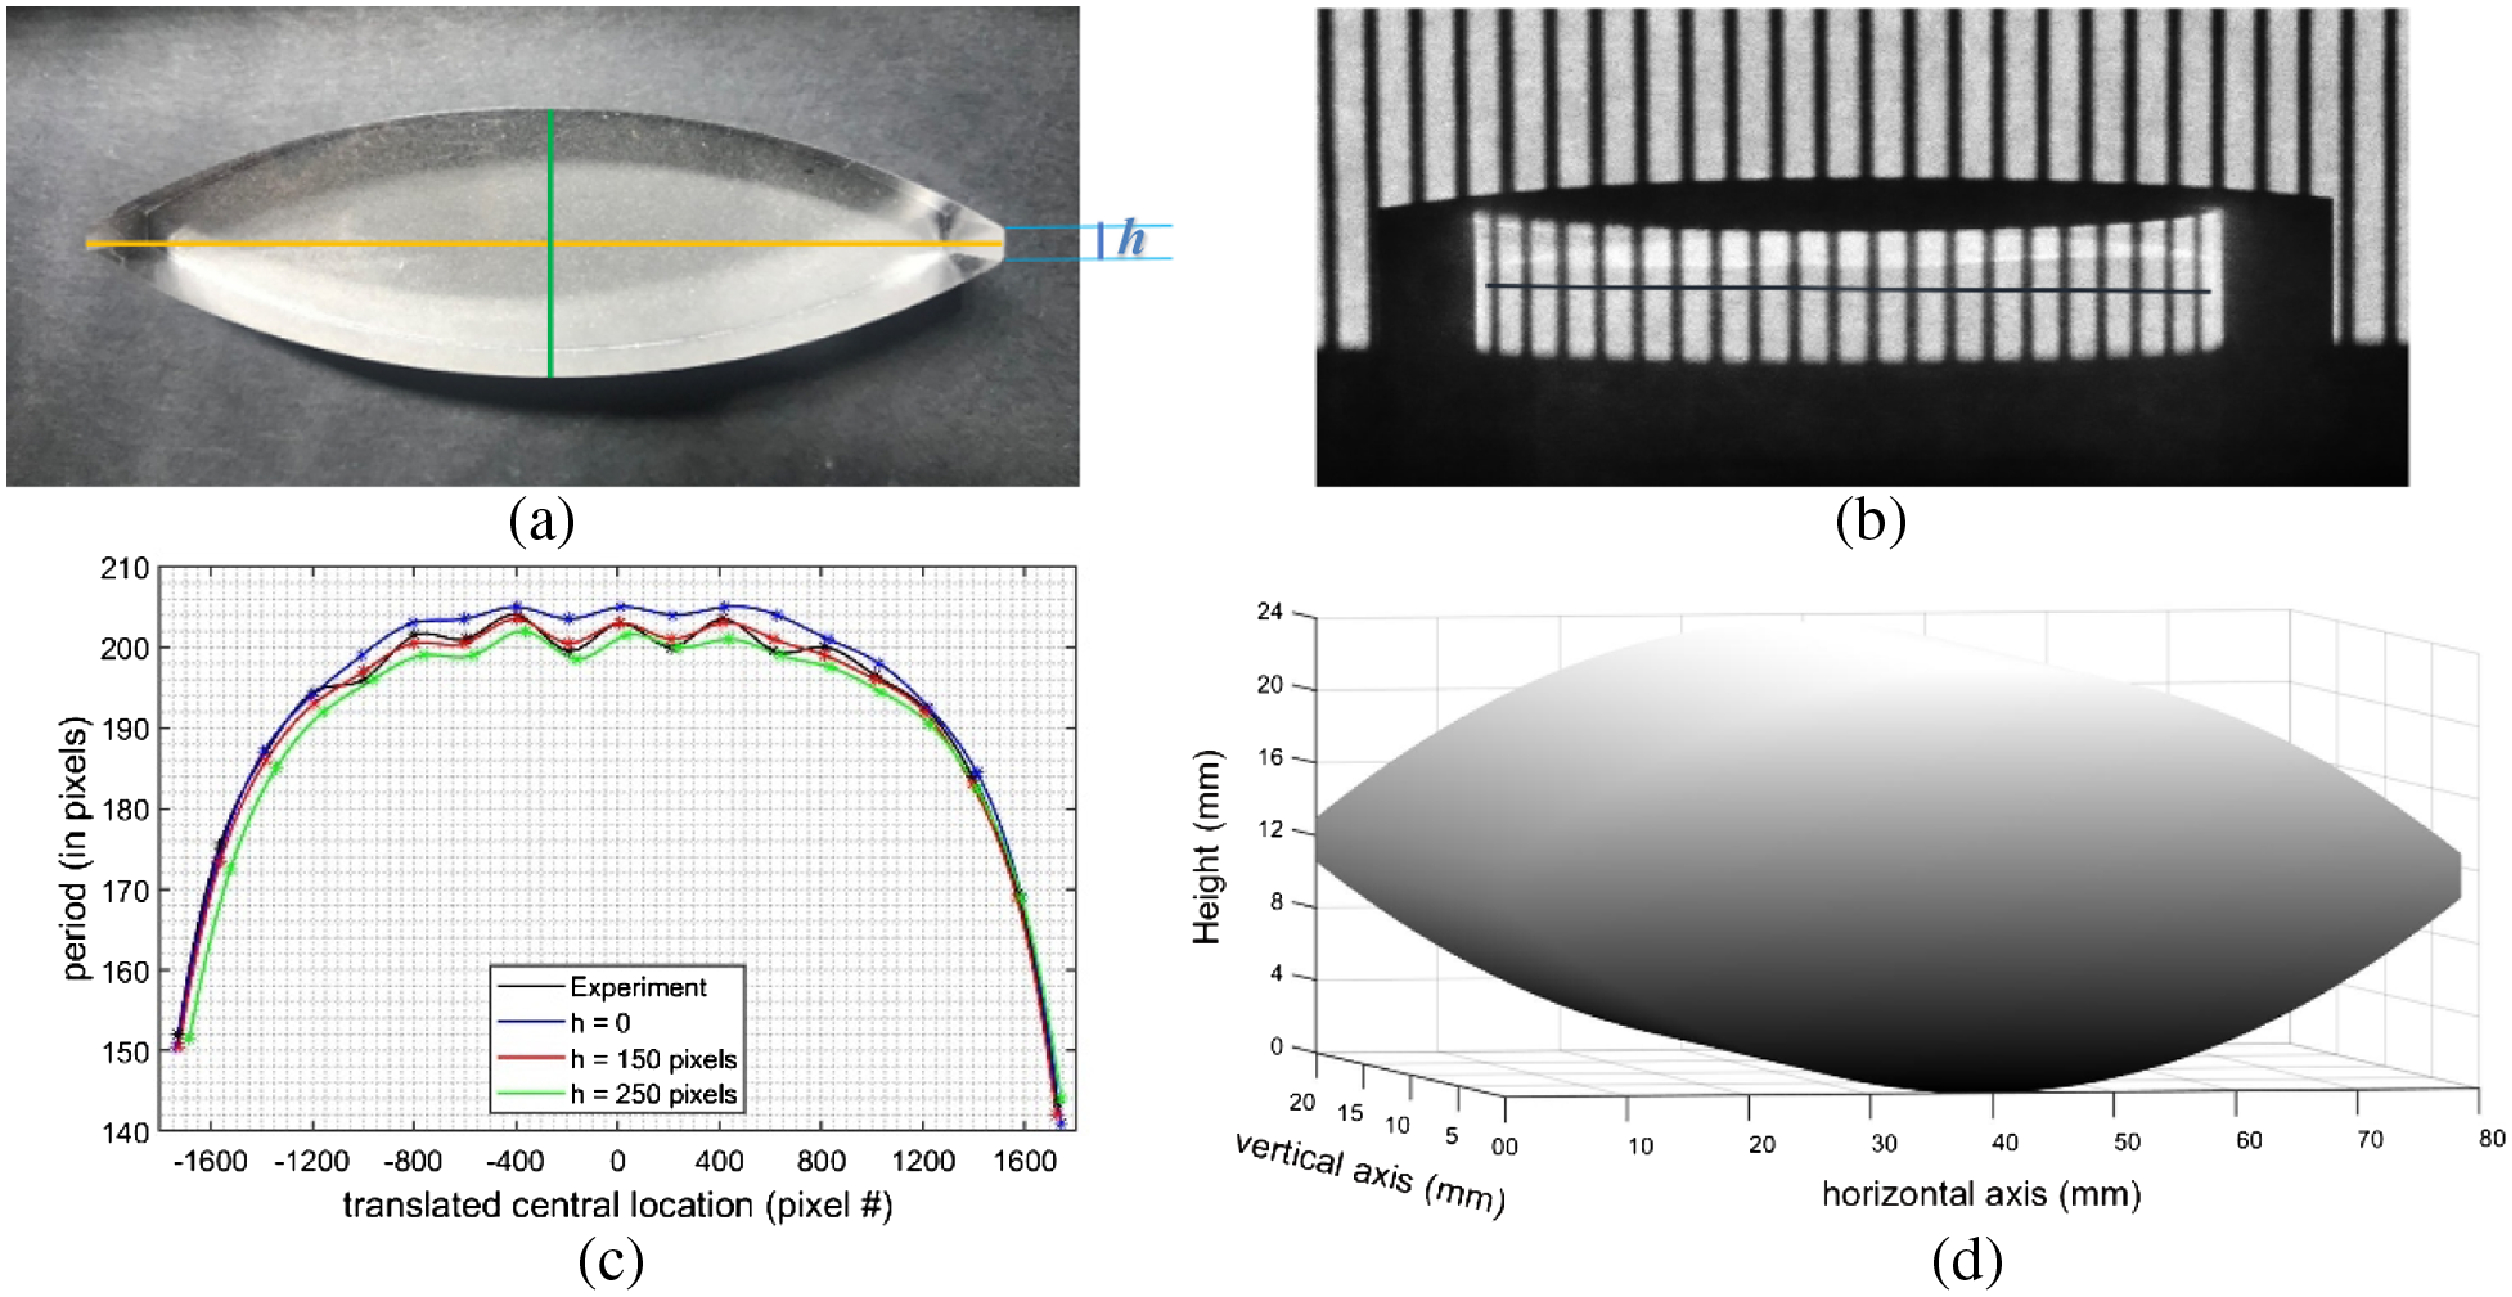 h
(a)
(b)
210
200
190
180
170
160
150
140
period (in pixels)
Experiment
h = 0
h = 150 pixels
h = 250 pixels
-1600 -1200 -800 -400 0 400 800 1200 1600
translated central location (pixel #)
(c)
24
20
16
12
8
4
0
Height (mm)
20 15 10 5 00 10 20 30 40 50 60 70 80
vertical axis (mm)
horizontal axis (mm)
(d)